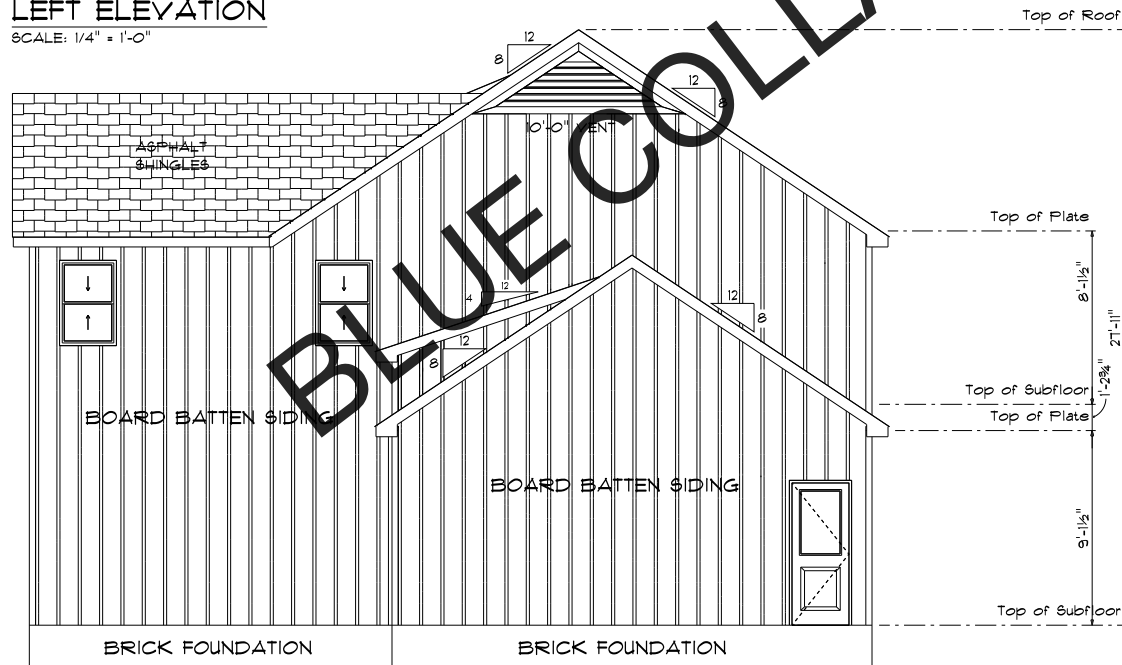 LEFT ELEVATION
SCALE: 1/4" = 1'-0"
Top of Roof
12
8
12
8
10'-0" VENT
ASPHALT
SHINGLES
Top of Plate
8'-1½"
27'-11"
12
4
12
8
12
8
Top of Subfloor
1'-2¾"
Top of Plate
BOARD BATTEN SIDING
BOARD BATTEN SIDING
9'-1½"
Top of Subfloor
BRICK FOUNDATION
BRICK FOUNDATION
BLUE